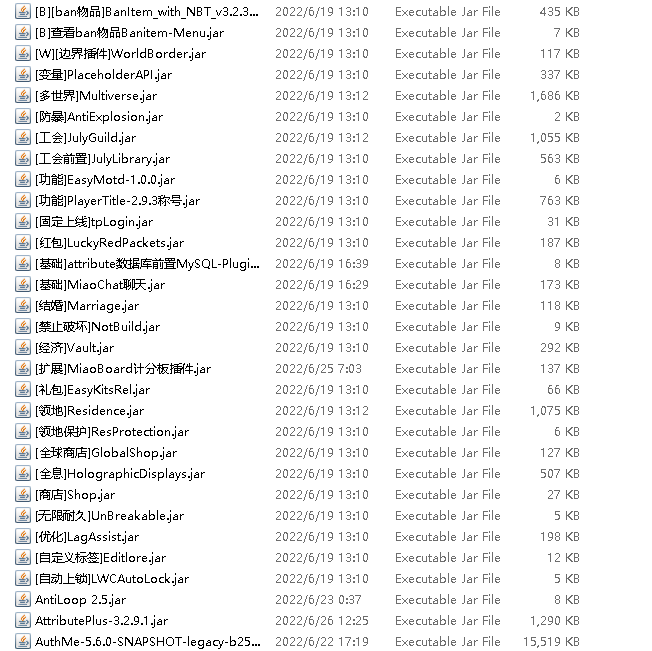 [B][ban物品]BanItem_with_NBT_v3.2.3... 2022/6/19 13:10 Executable Jar File 435 KB
[B]查看ban物品Banitem-Menu.jar 2022/6/19 13:10 Executable Jar File 7 KB
[W][边界插件]WorldBorder.jar 2022/6/19 13:10 Executable Jar File 117 KB
[变量]PlaceholderAPI.jar 2022/6/19 13:10 Executable Jar File 337 KB
[多世界]Multiverse.jar 2022/6/19 13:12 Executable Jar File 1,686 KB
[防暴]AntiExplosion.jar 2022/6/19 13:10 Executable Jar File 2 KB
[工会]JulyGuild.jar 2022/6/19 13:12 Executable Jar File 1,055 KB
[工会前置]JulyLibrary.jar 2022/6/19 13:10 Executable Jar File 563 KB
[功能]EasyMotd-1.0.0.jar 2022/6/19 13:10 Executable Jar File 6 KB
[功能]PlayerTitle-2.9.3称号.jar 2022/6/19 13:10 Executable Jar File 763 KB
[固定上线]tpLogin.jar 2022/6/19 13:10 Executable Jar File 31 KB
[红包]LuckyRedPackets.jar 2022/6/19 13:10 Executable Jar File 187 KB
[基础]attribute数据库前置MySQL-Plugi... 2022/6/19 16:39 Executable Jar File 8 KB
[基础]MiaoChat聊天.jar 2022/6/19 16:29 Executable Jar File 173 KB
[结婚]Marriage.jar 2022/6/19 13:10 Executable Jar File 118 KB
[禁止破坏]NotBuild.jar 2022/6/19 13:10 Executable Jar File 9 KB
[经济]Vault.jar 2022/6/19 13:10 Executable Jar File 292 KB
[扩展]MiaoBoard计分板插件.jar 2022/6/25 7:03 Executable Jar File 137 KB
[礼包]EasyKitsRel.jar 2022/6/19 13:10 Executable Jar File 66 KB
[领地]Residence.jar 2022/6/19 13:12 Executable Jar File 1,075 KB
[领地保护]ResProtection.jar 2022/6/19 13:10 Executable Jar File 6 KB
[全球商店]GlobalShop.jar 2022/6/19 13:10 Executable Jar File 127 KB
[全息]HolographicDisplays.jar 2022/6/19 13:10 Executable Jar File 507 KB
[商店]Shop.jar 2022/6/19 13:10 Executable Jar File 27 KB
[无限耐久]UnBreakable.jar 2022/6/19 13:10 Executable Jar File 5 KB
[优化]LagAssist.jar 2022/6/19 13:10 Executable Jar File 198 KB
[自定义标签]Editlore.jar 2022/6/19 13:10 Executable Jar File 12 KB
[自动上锁]LWCAutoLock.jar 2022/6/19 13:10 Executable Jar File 5 KB
AntiLoop 2.5.jar 2022/6/23 0:37 Executable Jar File 8 KB
AttributePlus-3.2.9.1.jar 2022/6/26 12:25 Executable Jar File 1,290 KB
AuthMe-5.6.0-SNAPSHOT-legacy-b25... 2022/6/22 17:19 Executable Jar File 15,519 KB